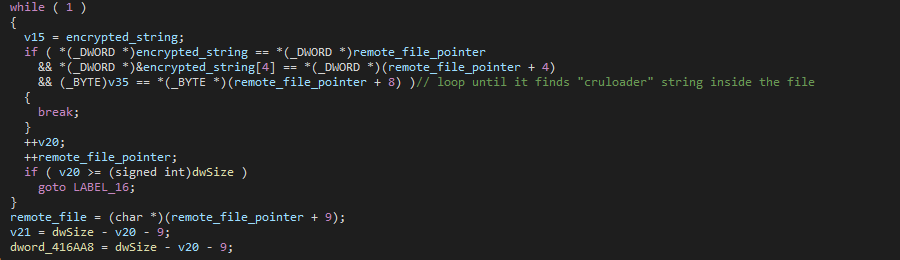 while ( 1 )
{
  v15 = encrypted_string;
  if ( *(_DWORD *)encrypted_string == *(_DWORD *)remote_file_pointer
    && *(_DWORD *)&encrypted_string[4] == *(_DWORD *)(remote_file_pointer + 4)
    && (_BYTE)v35 == *(_BYTE *)(remote_file_pointer + 8) )// loop until it finds "cruloader" string inside the file
  {
    break;
  }
  ++v20;
  ++remote_file_pointer;
  if ( v20 >= (signed int)dwSize )
    goto LABEL_16;
}
remote_file = (char *)(remote_file_pointer + 9);
v21 = dwSize - v20 - 9;
dword_416AA8 = dwSize - v20 - 9;